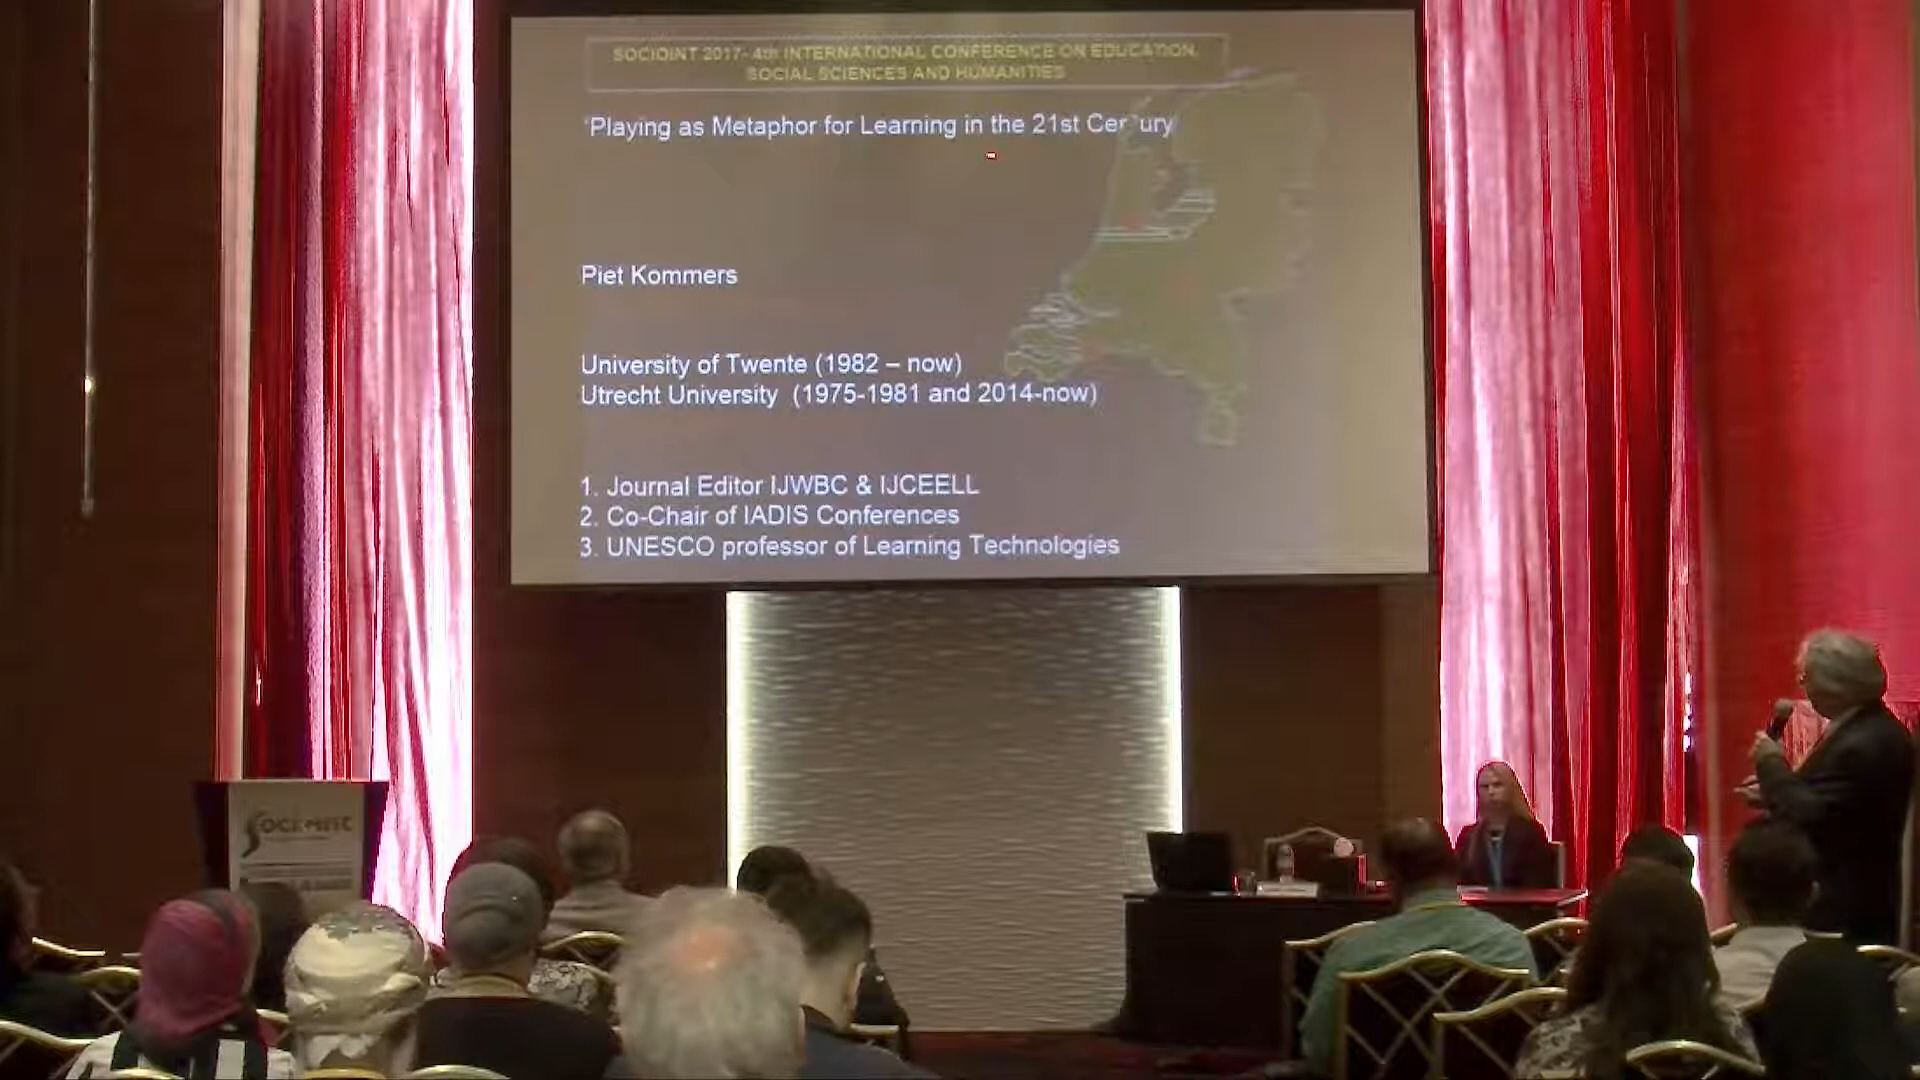 SOCIOINT 2017- 4th INTERNATIONAL CONFERENCE ON EDUCATION,
SOCIAL SCIENCES AND HUMANITIES
'Playing as Metaphor for Learning in the 21st Century
Piet Kommers
University of Twente (1982 – now)
Utrecht University (1975-1981 and 2014-now)
1. Journal Editor IJWBC & IJCEELL
2. Co-Chair of IADIS Conferences
3. UNESCO professor of Learning Technologies